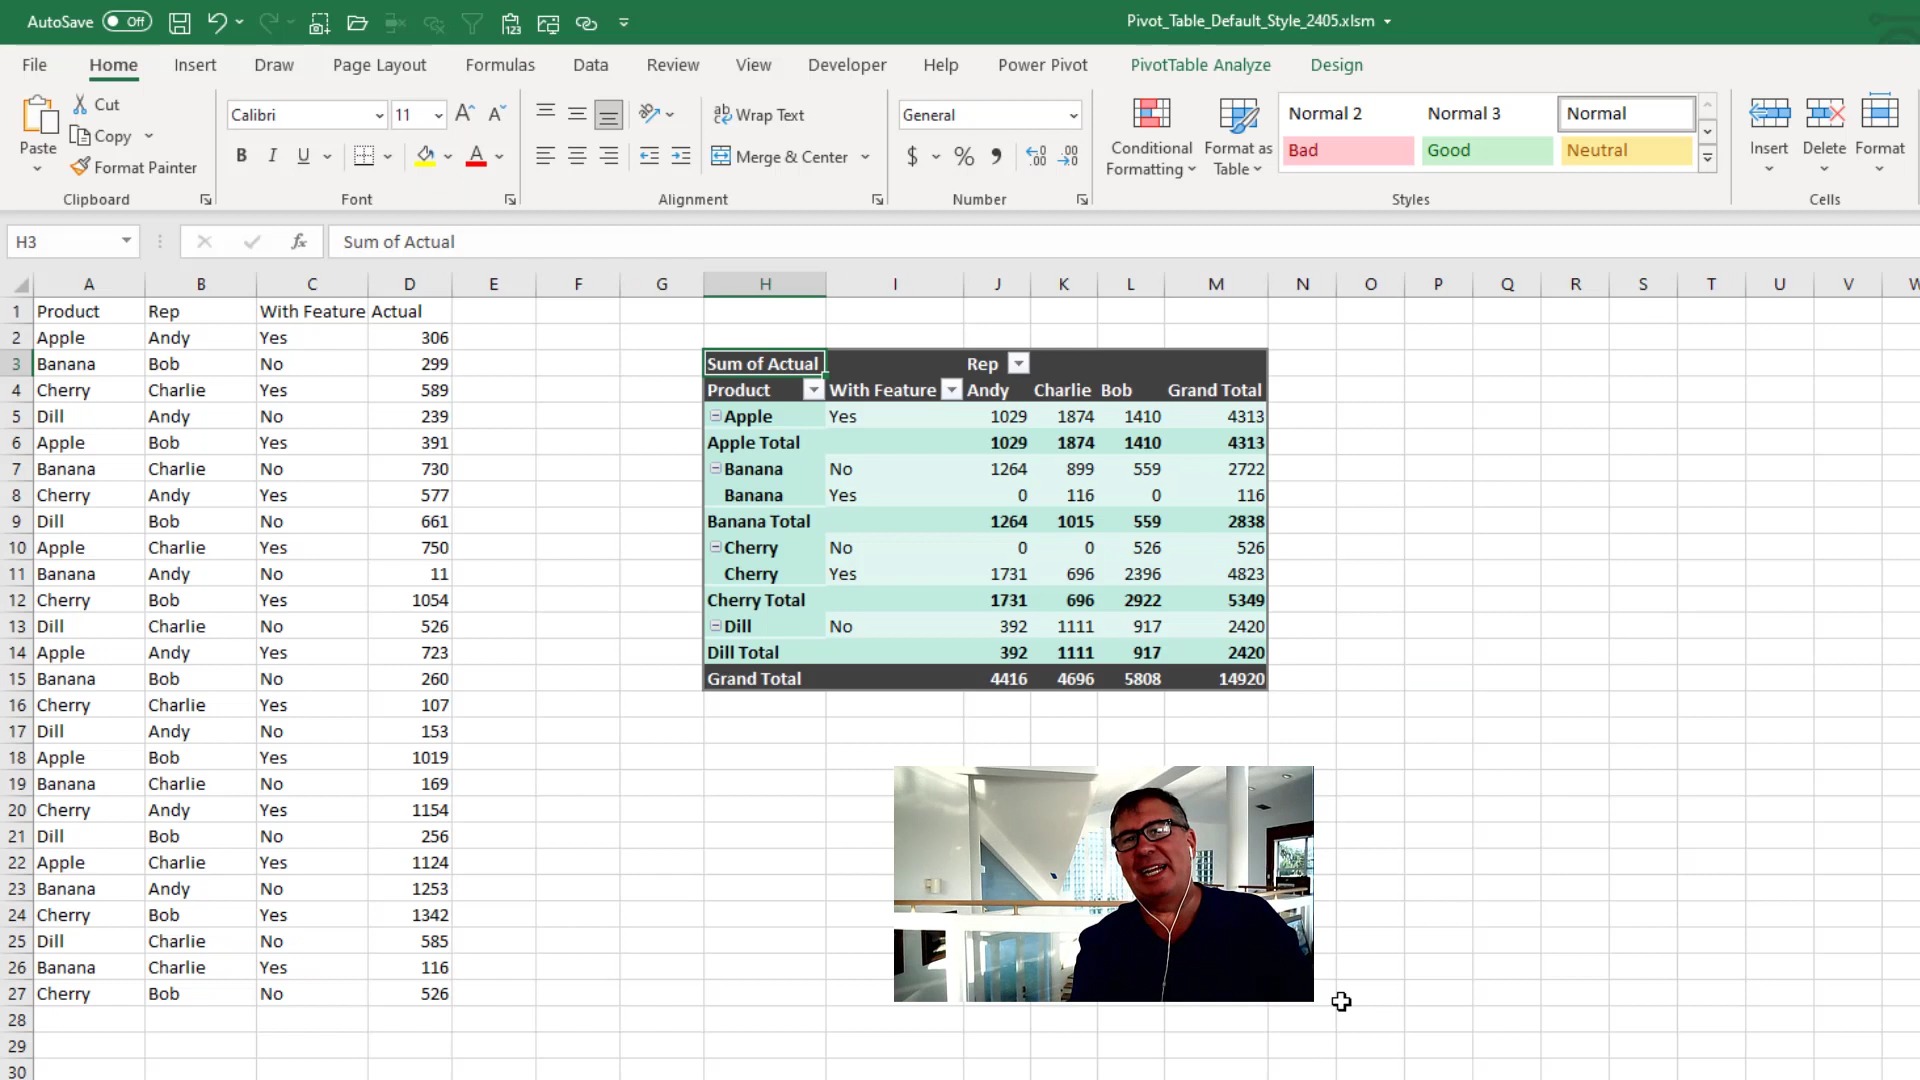 AutoSave Off Pivot_Table_Default_Style_2405.xlsm
File Home Insert Draw Page Layout Formulas Data Review View Developer Help Power Pivot PivotTable Analyze Design
Paste
Cut
Copy
Format Painter
Clipboard
Calibri 11
B I U A
Font
ab Wrap Text
Merge & Center
Alignment
General
$ % 9
Number
Conditional Formatting
Format as Table
Normal 2 Normal 3 Normal
Bad Good Neutral
Styles
Insert Delete Format
Cells
H3 fx Sum of Actual
A B C D E F G H I J K L M N O P Q R S T U V W
1 Product Rep With Feature Actual
2 Apple Andy Yes 306
3 Banana Bob No 299 Sum of Actual Rep
4 Cherry Charlie Yes 589 Product With Feature Andy Charlie Bob Grand Total
5 Dill Andy No 239 Apple Yes 1029 1874 1410 4313
6 Apple Bob Yes 391 Apple Total 1029 1874 1410 4313
7 Banana Charlie No 730 Banana No 1264 899 559 2722
8 Cherry Andy Yes 577 Banana Yes 0 116 0 116
9 Dill Bob No 661 Banana Total 1264 1015 559 2838
10 Apple Charlie Yes 750 Cherry No 0 0 526 526
11 Banana Andy No 11 Cherry Yes 1731 696 2396 4823
12 Cherry Bob Yes 1054 Cherry Total 1731 696 2922 5349
13 Dill Charlie No 526 Dill No 392 1111 917 2420
14 Apple Andy Yes 723 Dill Total 392 1111 917 2420
15 Banana Bob No 260 Grand Total 4416 4696 5808 14920
16 Cherry Charlie Yes 107
17 Dill Andy No 153
18 Apple Bob Yes 1019
19 Banana Charlie No 169
20 Cherry Andy Yes 1154
21 Dill Bob No 256
22 Apple Charlie Yes 1124
23 Banana Andy No 1253
24 Cherry Bob Yes 1342
25 Dill Charlie No 585
26 Banana Charlie Yes 116
27 Cherry Bob No 526
28
29
30